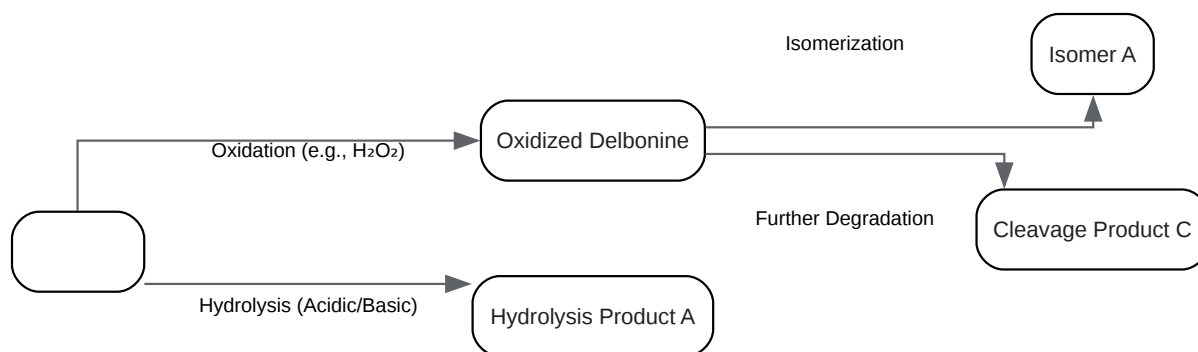 Isomerization
Isomer A
Oxidized Delbonine
Oxidation (e.g., H₂O₂)
Further Degradation
Cleavage Product C
Hydrolysis (Acidic/Basic)
Hydrolysis Product A